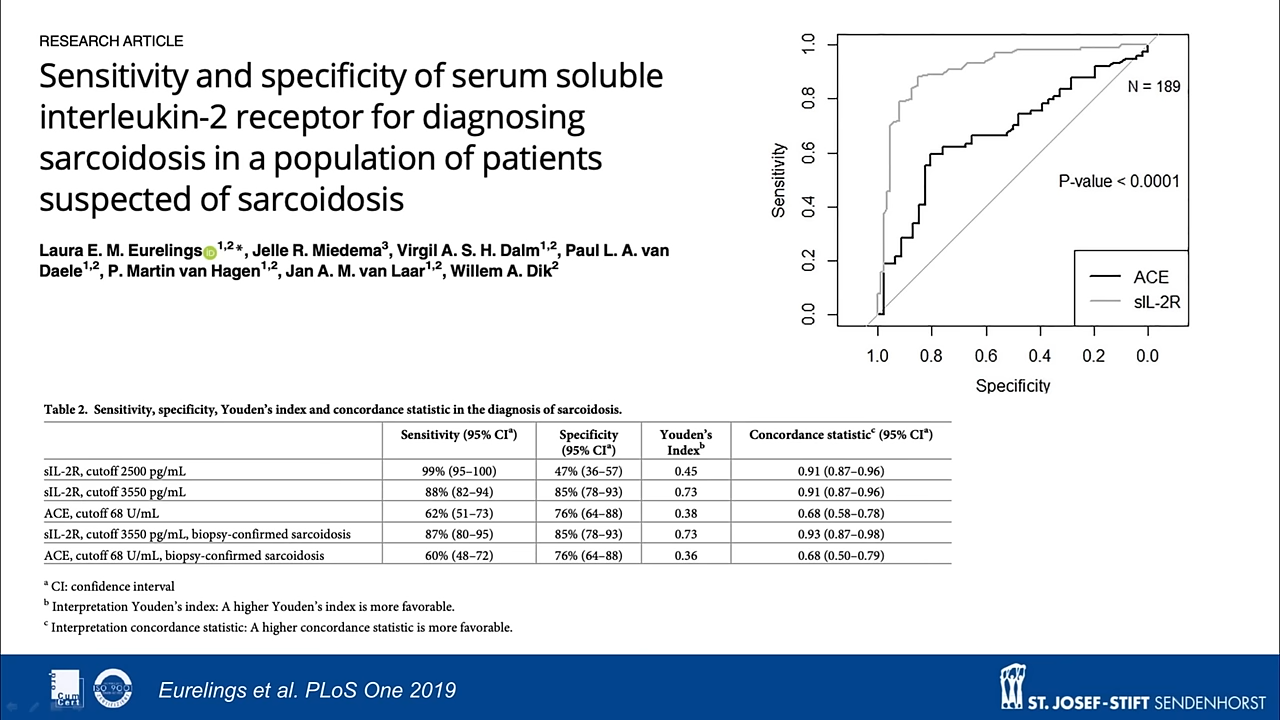 RESEARCH ARTICLE
Sensitivity and specificity of serum soluble
interleukin-2 receptor for diagnosing
sarcoidosis in a population of patients
suspected of sarcoidosis
Laura E. M. Eurelings iD 1,2*, Jelle R. Miedema3, Virgil A. S. H. Dalm1,2, Paul L. A. van
Daele1,2, P. Martin van Hagen1,2, Jan A. M. van Laar1,2, Willem A. Dik2
Sensitivity
1.0
0.8
0.6
0.4
0.2
0.0
N = 189
P-value < 0.0001
ACE
sIL-2R
1.0 0.8 0.6 0.4 0.2 0.0
Specificity
Table 2. Sensitivity, specificity, Youden's index and concordance statistic in the diagnosis of sarcoidosis.
Sensitivity (95% CIa) Specificity (95% CIa) Youden's Indexb Concordance statisticc (95% CIa)
sIL-2R, cutoff 2500 pg/mL 99% (95–100) 47% (36–57) 0.45 0.91 (0.87–0.96)
sIL-2R, cutoff 3550 pg/mL 88% (82–94) 85% (78–93) 0.73 0.91 (0.87–0.96)
ACE, cutoff 68 U/mL 62% (51–73) 76% (64–88) 0.38 0.68 (0.58–0.78)
sIL-2R, cutoff 3550 pg/mL, biopsy-confirmed sarcoidosis 87% (80–95) 85% (78–93) 0.73 0.93 (0.87–0.98)
ACE, cutoff 68 U/mL, biopsy-confirmed sarcoidosis 60% (48–72) 76% (64–88) 0.36 0.68 (0.50–0.79)
a CI: confidence interval
b Interpretation Youden's index: A higher Youden's index is more favorable.
c Interpretation concordance statistic: A higher concordance statistic is more favorable.
Cum
Cert
ISO 9001
Eurelings et al. PLoS One 2019
ST. JOSEF-STIFT SENDENHORST